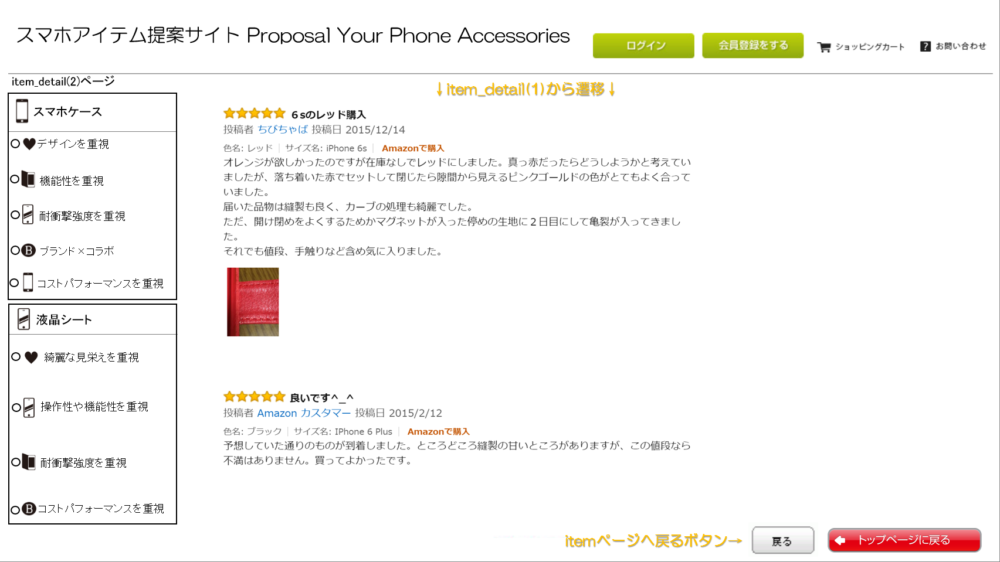 スマホアイテム提案サイト Proposal Your Phone Accessories
ログイン
会員登録をする
ショッピングカート
? お問い合わせ
item_detail(2)ページ
↓item_detail(1)から遷移↓
スマホケース
デザインを重視
機能性を重視
耐衝撃強度を重視
B ブランド×コラボ
コストパフォーマンスを重視
液晶シート
綺麗な見栄えを重視
操作性や機能性を重視
耐衝撃強度を重視
B コストパフォーマンスを重視
６sのレッド購入
投稿者 ちびちゃば 投稿日 2015/12/14
色名: レッド | サイズ名: iPhone 6s | Amazonで購入
オレンジが欲しかったのですが在庫なしでレッドにしました。真っ赤だったらどうしようかと考えてい
ましたが、落ち着いた赤でセットして閉じたら隙間から見えるピンクゴールドの色がとてもよく合って
いました。
届いた品物は縫製も良く、カーブの処理も綺麗でした。
ただ、開け閉めをよくするためかマグネットが入った停めの生地に２日目にして亀裂が入ってきまし
た。
それでも値段、手触りなど含め気に入りました。
良いです^_^
投稿者 Amazon カスタマー 投稿日 2015/2/12
色名: ブラック | サイズ名: IPhone 6 Plus | Amazonで購入
予想していた通りのものが到着しました。ところどころ縫製の甘いところがありますが、この値段なら
不満はありません。買ってよかったです。
itemページへ戻るボタン→
戻る
トップページに戻る